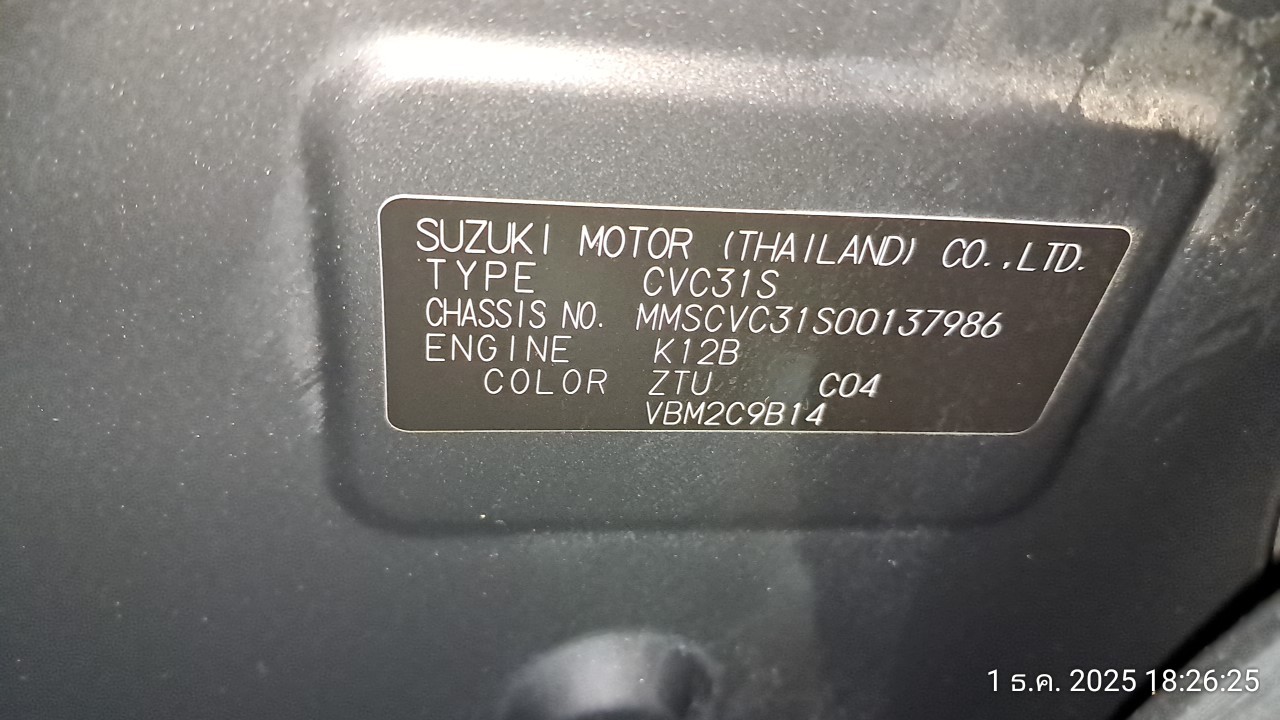 SUZUKI MOTOR (THAILAND) CO.,LTD.
TYPE CVC31S
CHASSIS NO. MMSCVC31S00137986
ENGINE K12B
COLOR ZTU C04
VBM2C9B14
1 ธ.ค. 2025 18:26:25